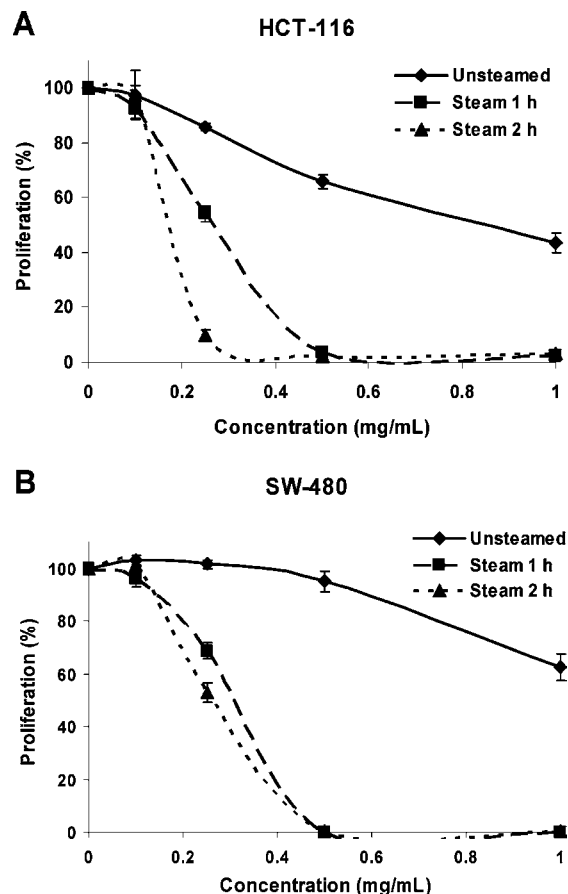 A
HCT-116
Unsteamed
Steam 1 h
Steam 2 h
100
80
60
40
20
0
Proliferation (%)
0 0.2 0.4 0.6 0.8 1
Concentration (mg/mL)
B
SW-480
Unsteamed
Steam 1 h
Steam 2 h
100
80
60
40
20
0
Proliferation (%)
0 0.2 0.4 0.6 0.8 1
Concentration (mg/mL)